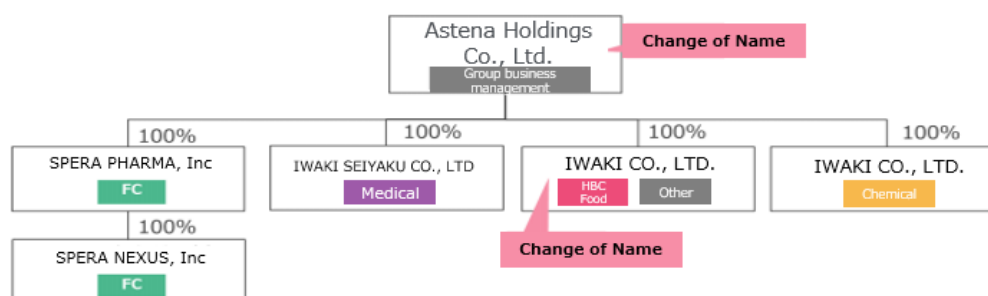 Astena Holdings
Co., Ltd.
Group business
management
Change of Name
100%
100%
100%
100%
SPERA PHARMA, Inc
FC
IWAKI SEIYAKU CO., LTD
Medical
IWAKI CO., LTD.
HBC
Food
Other
IWAKI CO., LTD.
Chemical
100%
Change of Name
SPERA NEXUS, Inc
FC